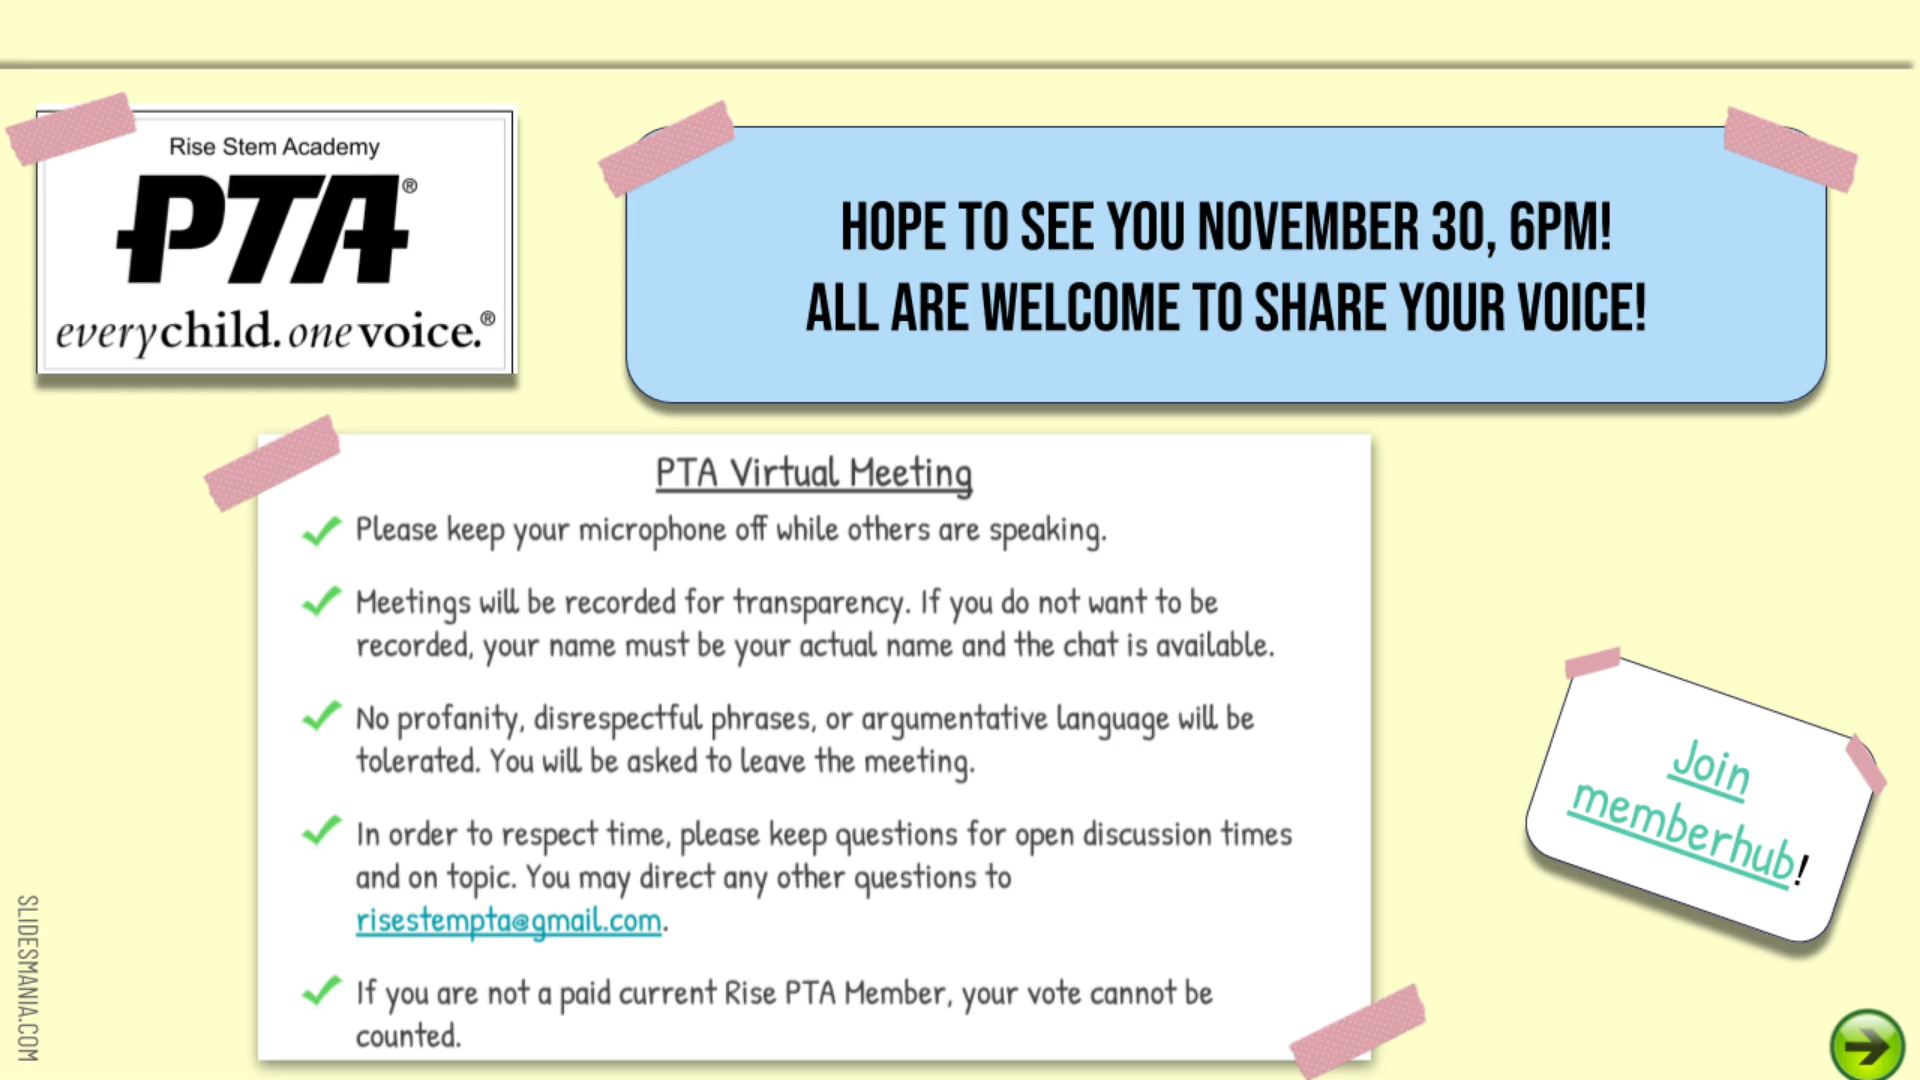 Rise Stem Academy
PTA®
everychild. one voice.®
HOPE TO SEE YOU NOVEMBER 30, 6PM!
ALL ARE WELCOME TO SHARE YOUR VOICE!
PTA Virtual Meeting
Please keep your microphone off while others are speaking.
Meetings will be recorded for transparency. If you do not want to be
recorded, your name must be your actual name and the chat is available.
No profanity, disrespectful phrases, or argumentative language will be
tolerated. You will be asked to leave the meeting.
In order to respect time, please keep questions for open discussion times
and on topic. You may direct any other questions to
risestempta@gmail.com.
If you are not a paid current Rise PTA Member, your vote cannot be
counted.
Join
memberhub!
SLIDESMANIA.COM